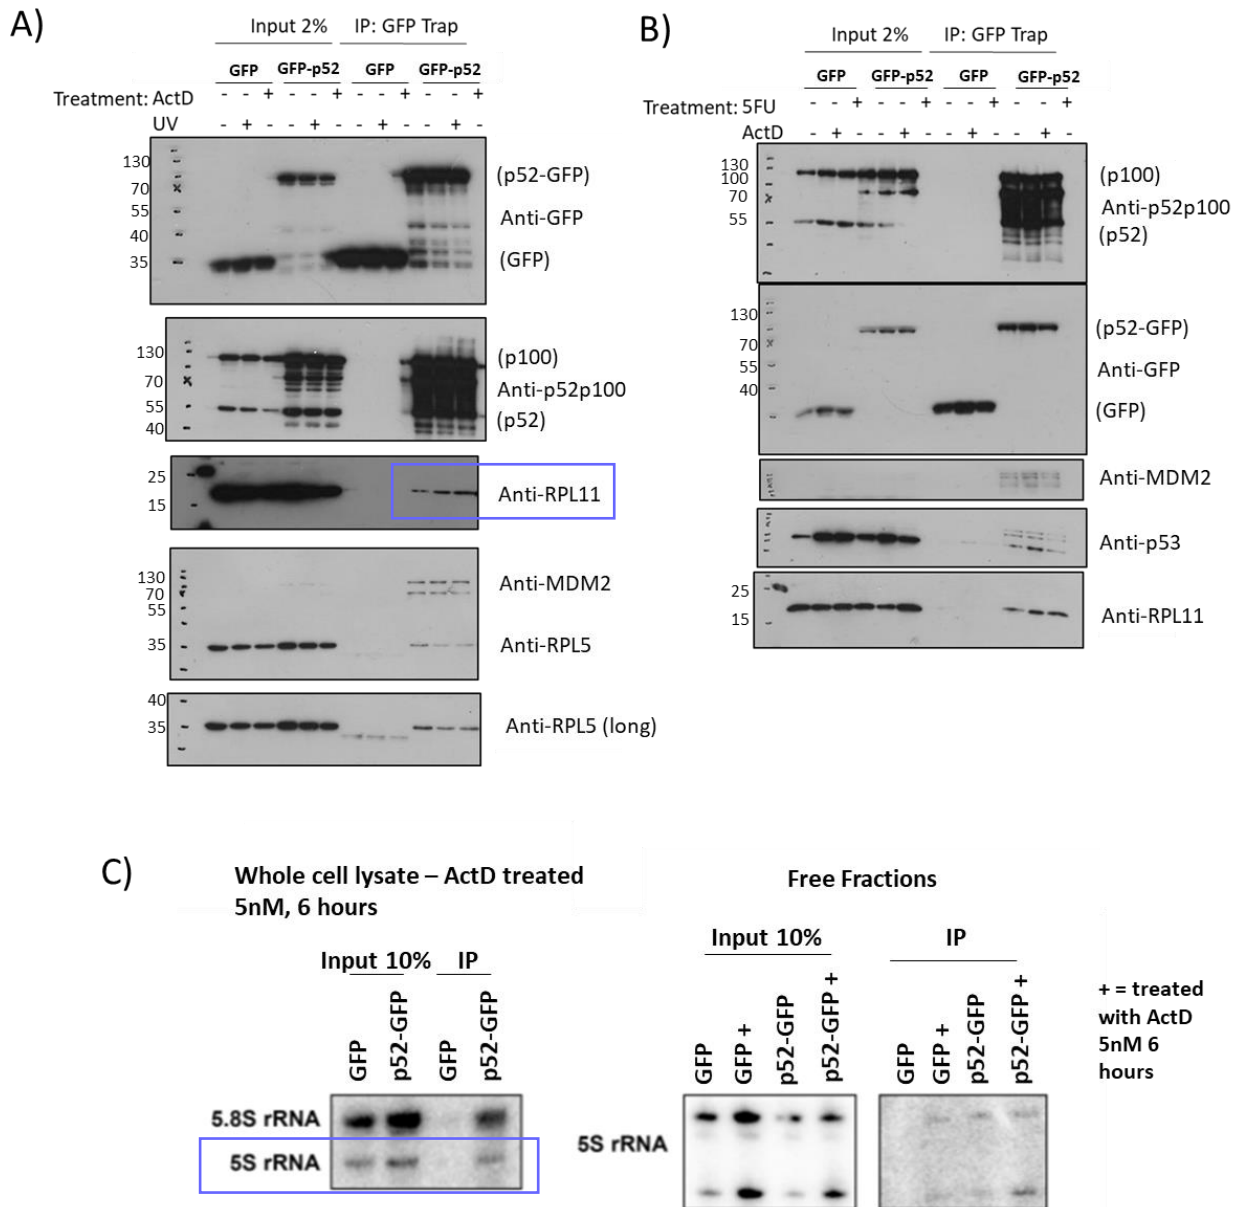 A)
Input 2% IP: GFP Trap
GFP GFP-p52 GFP GFP-p52
Treatment: ActD - - + - - + - - + - - +
UV - + - - + - - + - - + -
130
70
55
40
35
(p52-GFP)
Anti-GFP
(GFP)
130
70
55
40
(p100)
Anti-p52p100
(p52)
25
15
Anti-RPL11
130
70
55
35
Anti-MDM2
Anti-RPL5
40
35
Anti-RPL5 (long)
B)
Input 2% IP: GFP Trap
GFP GFP-p52 GFP GFP-p52
Treatment: 5FU - - + - - + - - + - - +
ActD - + - - + - - + - - + -
130
100
70
55
(p100)
Anti-p52p100
(p52)
130
70
55
40
(p52-GFP)
Anti-GFP
(GFP)
Anti-MDM2
Anti-p53
25
15
Anti-RPL11
C)
Whole cell lysate – ActD treated
5nM, 6 hours
Input 10% IP
GFP
p52-GFP
GFP
p52-GFP
5.8S rRNA
5S rRNA
Free Fractions
Input 10% IP
GFP
GFP +
p52-GFP
p52-GFP +
GFP
GFP +
p52-GFP
p52-GFP +
5S rRNA
+ = treated
with ActD
5nM 6
hours